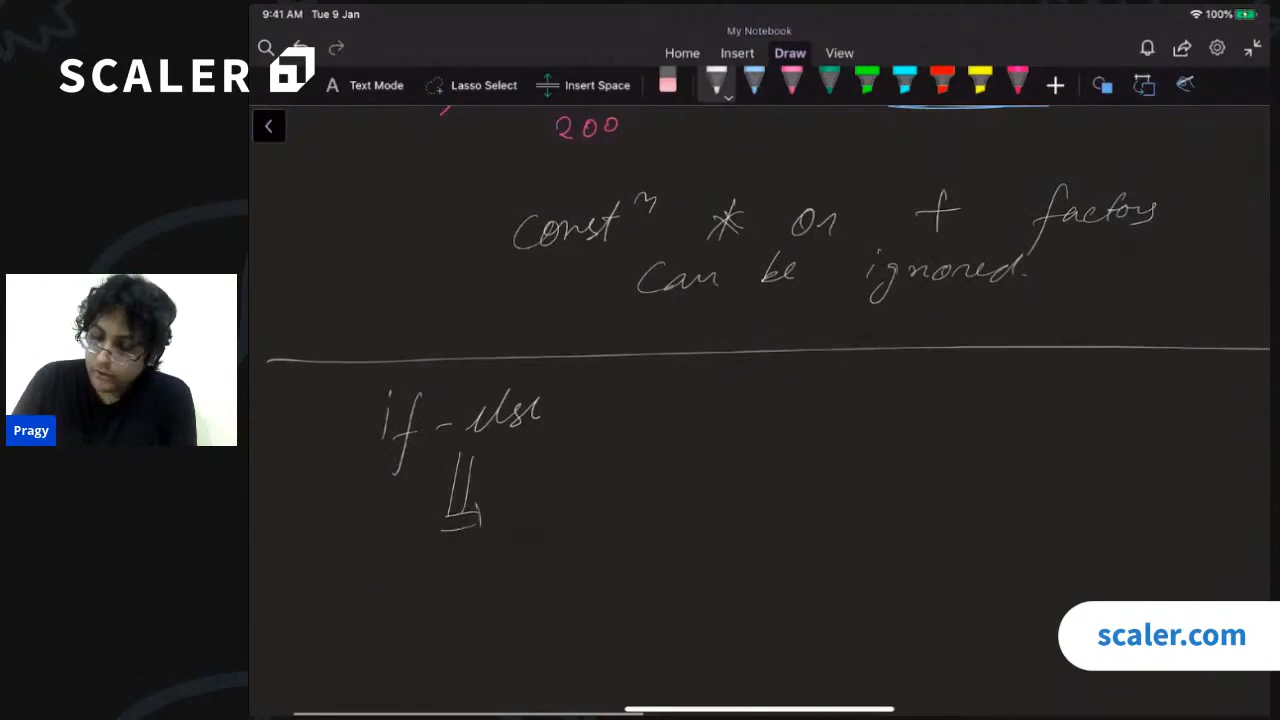 9:41 AM Tue 9 Jan
100%
My Notebook
SCALER
Home Insert Draw View
A Text Mode Lasso Select Insert Space
200
const * or + factors
can be ignored.
if - else
Pragy
scaler.com